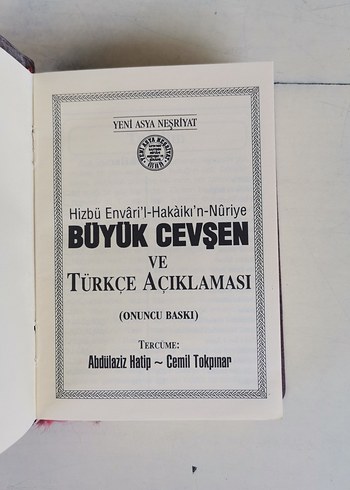 YENİ ASYA NEŞRİYAT
Hizbü Envâri'l-Hakàikı'n-Nûriye
BÜYÜK CEVŞEN
VE
TÜRKÇE AÇIKLAMASI
(ONUNCU BASKI)
TERCÜME:
Abdülaziz Hatip ~ Cemil Tokpınar